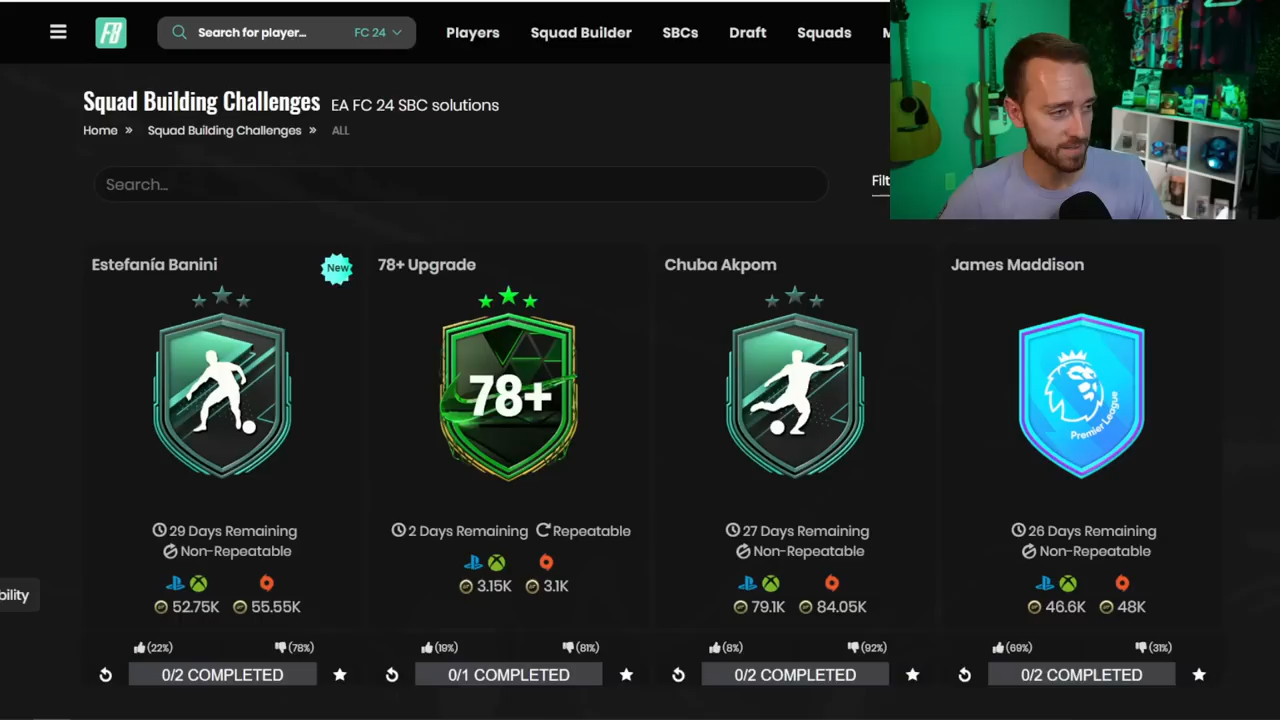 FB
Search for player...
FC 24
Players
Squad Builder
SBCs
Draft
Squads
M
Squad Building Challenges
EA FC 24 SBC solutions
Home » Squad Building Challenges » ALL
Search...
Filt
Estefanía Banini
New
29 Days Remaining
Non-Repeatable
52.75K
55.55K
(22%)
(78%)
0/2 COMPLETED
78+ Upgrade
78+
2 Days Remaining
Repeatable
3.15K
3.1K
(19%)
(81%)
0/1 COMPLETED
Chuba Akpom
27 Days Remaining
Non-Repeatable
79.1K
84.05K
(8%)
(92%)
0/2 COMPLETED
James Maddison
Premier League
26 Days Remaining
Non-Repeatable
46.6K
48K
(69%)
(31%)
0/2 COMPLETED
bility